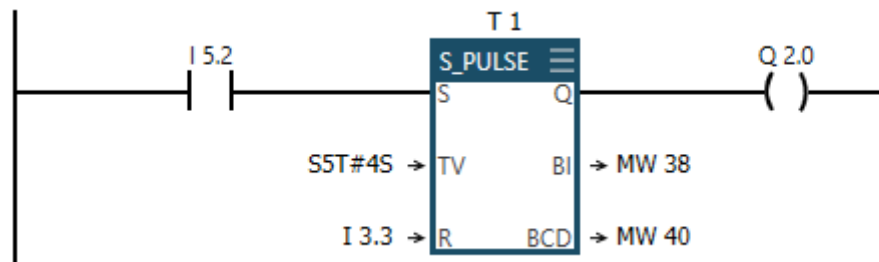 T 1
I 5.2
S_PULSE
Q 2.0
S
Q
S5T#4S
TV
BI
MW 38
I 3.3
R
BCD
MW 40